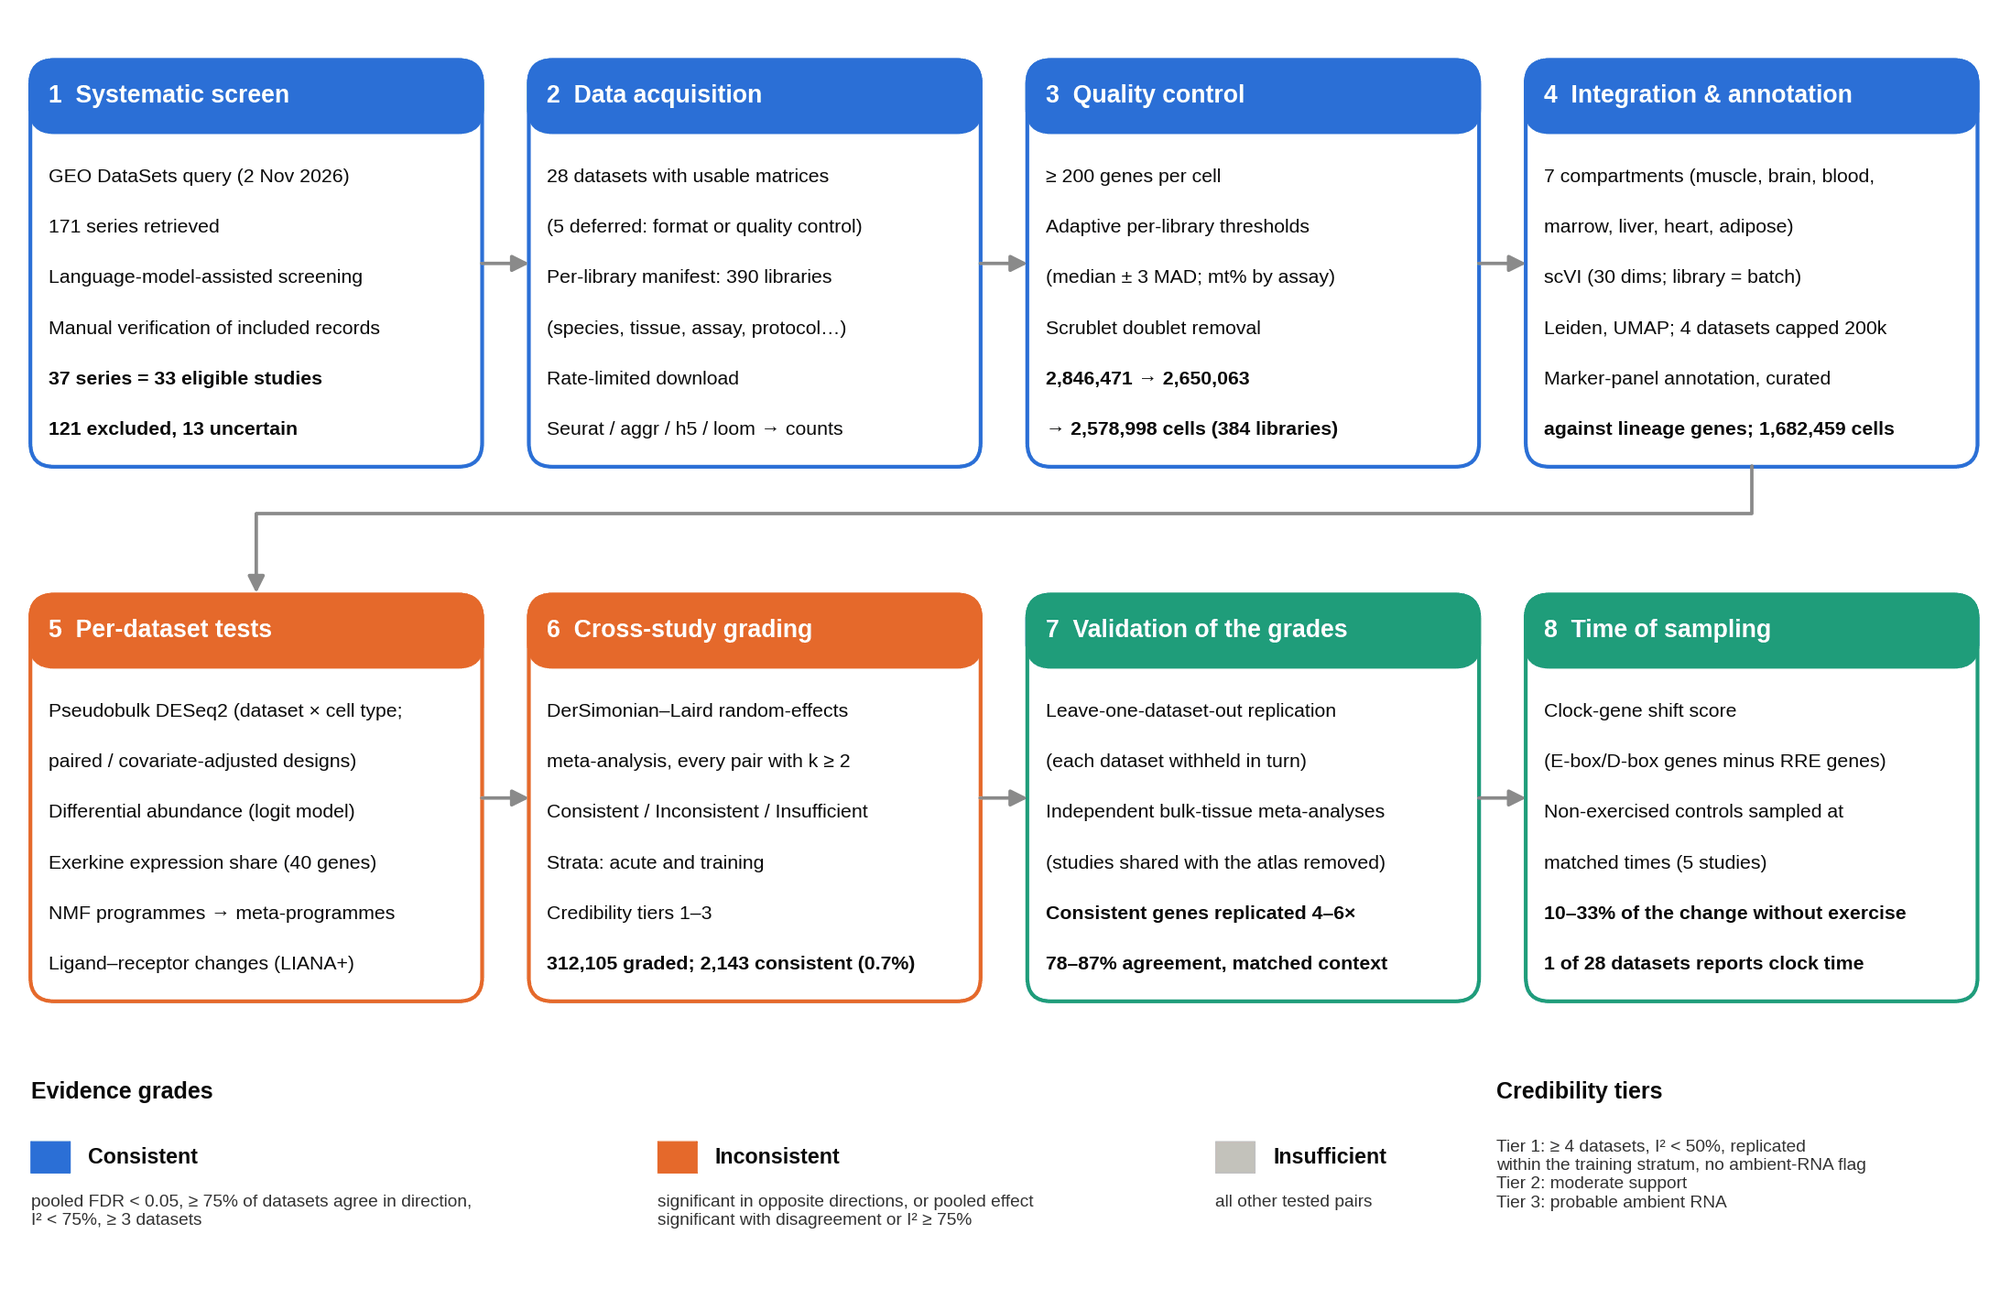 1 Systematic screen
GEO DataSets query (2 Nov 2026)
171 series retrieved
Language-model-assisted screening
Manual verification of included records
37 series = 33 eligible studies
121 excluded, 13 uncertain
2 Data acquisition
28 datasets with usable matrices
(5 deferred: format or quality control)
Per-library manifest: 390 libraries
(species, tissue, assay, protocol…)
Rate-limited download
Seurat / aggr / h5 / loom → counts
3 Quality control
≥ 200 genes per cell
Adaptive per-library thresholds
(median ± 3 MAD; mt% by assay)
Scrublet doublet removal
2,846,471 → 2,650,063
→ 2,578,998 cells (384 libraries)
4 Integration & annotation
7 compartments (muscle, brain, blood,
marrow, liver, heart, adipose)
scVI (30 dims; library = batch)
Leiden, UMAP; 4 datasets capped 200k
Marker-panel annotation, curated
against lineage genes; 1,682,459 cells
5 Per-dataset tests
Pseudobulk DESeq2 (dataset × cell type;
paired / covariate-adjusted designs)
Differential abundance (logit model)
Exerkine expression share (40 genes)
NMF programmes → meta-programmes
Ligand–receptor changes (LIANA+)
6 Cross-study grading
DerSimonian–Laird random-effects
meta-analysis, every pair with k ≥ 2
Consistent / Inconsistent / Insufficient
Strata: acute and training
Credibility tiers 1–3
312,105 graded; 2,143 consistent (0.7%)
7 Validation of the grades
Leave-one-dataset-out replication
(each dataset withheld in turn)
Independent bulk-tissue meta-analyses
(studies shared with the atlas removed)
Consistent genes replicated 4–6×
78–87% agreement, matched context
8 Time of sampling
Clock-gene shift score
(E-box/D-box genes minus RRE genes)
Non-exercised controls sampled at
matched times (5 studies)
10–33% of the change without exercise
1 of 28 datasets reports clock time
Evidence grades
Consistent
pooled FDR < 0.05, ≥ 75% of datasets agree in direction,
I² < 75%, ≥ 3 datasets
Inconsistent
significant in opposite directions, or pooled effect
significant with disagreement or I² ≥ 75%
Insufficient
all other tested pairs
Credibility tiers
Tier 1: ≥ 4 datasets, I² < 50%, replicated
within the training stratum, no ambient-RNA flag
Tier 2: moderate support
Tier 3: probable ambient RNA